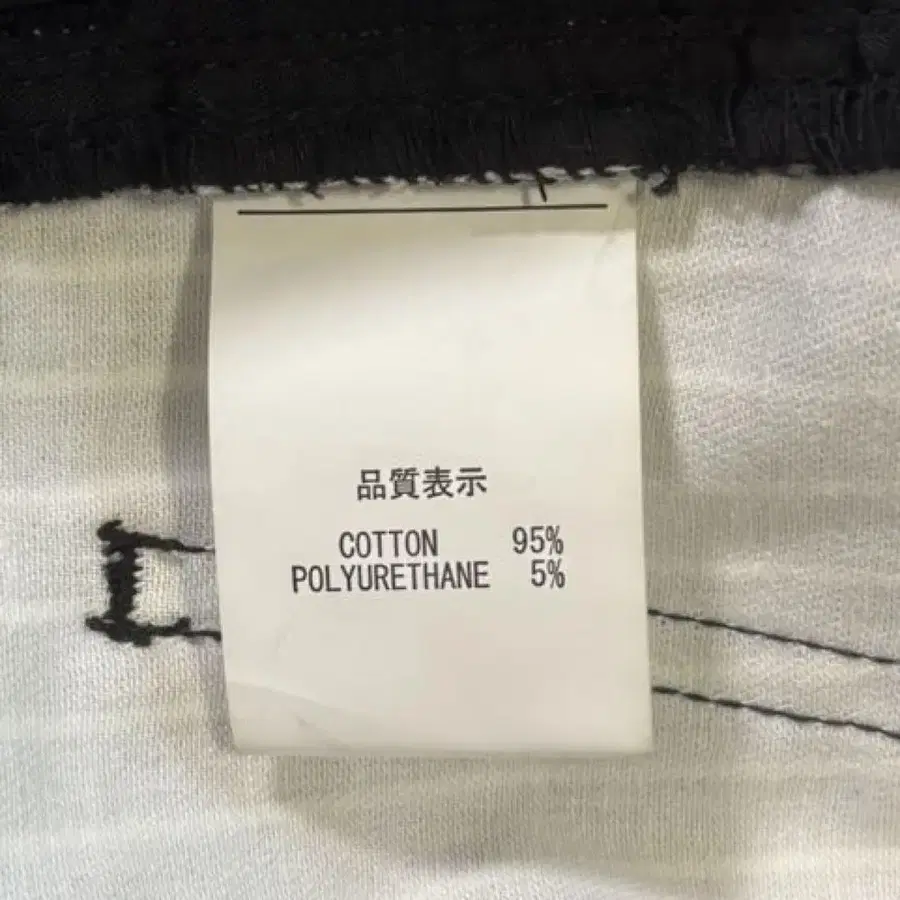 品質表示
COTTON 95%
POLYURETHANE 5%